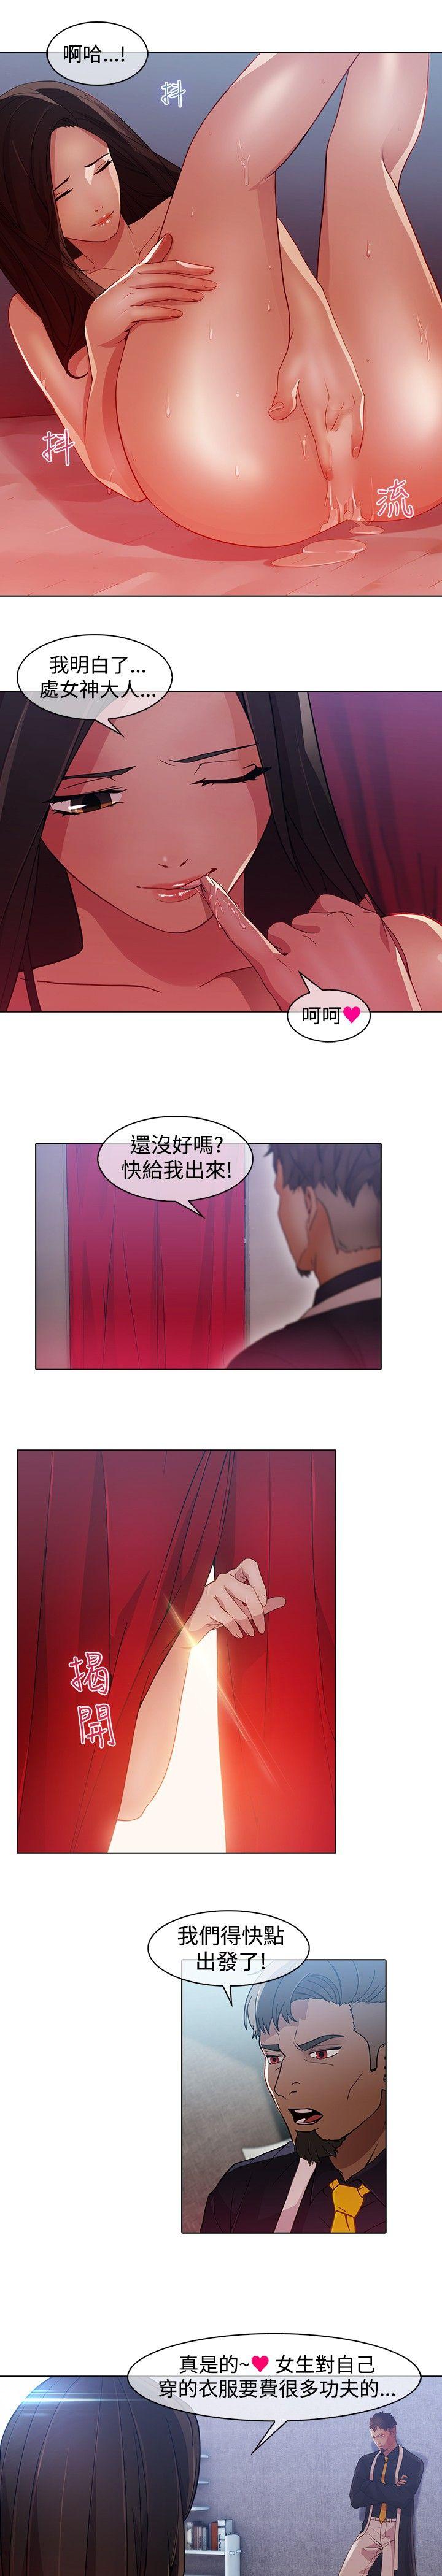 啊哈...!
抖
抖
流
我明白了...
處女神大人...
呵呵♥
還沒好嗎?
快給我出來!
揭
開
我們得快點
出發了!
真是的~♥ 女生對自己
穿的衣服要費很多功夫的...